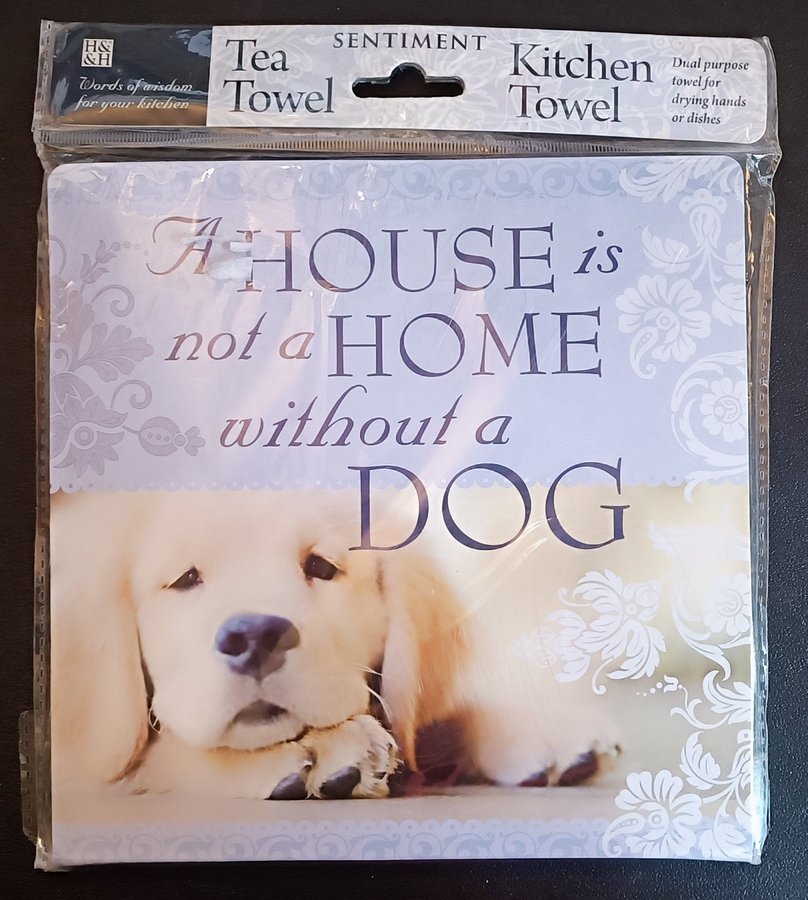 H&
&H
Words of wisdom
for your kitchen
Tea
Towel
SENTIMENT
Kitchen
Towel
Dual purpose
towel for
drying hands
or dishes
A HOUSE is
not a HOME
without a
DOG